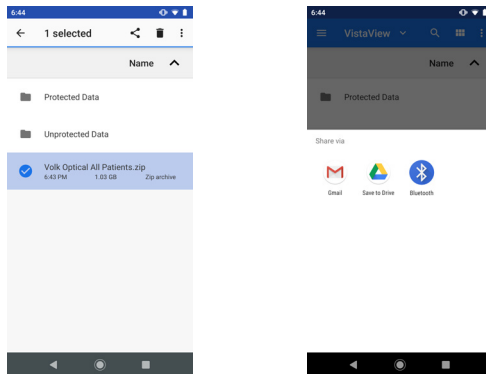 6:44
1 selected
Name
Protected Data
Unprotected Data
Volk Optical All Patients.zip
6:43 PM 1.03 GB Zip archive
6:44
VistaView
Name
Protected Data
Share via
Gmail Save to Drive Bluetooth